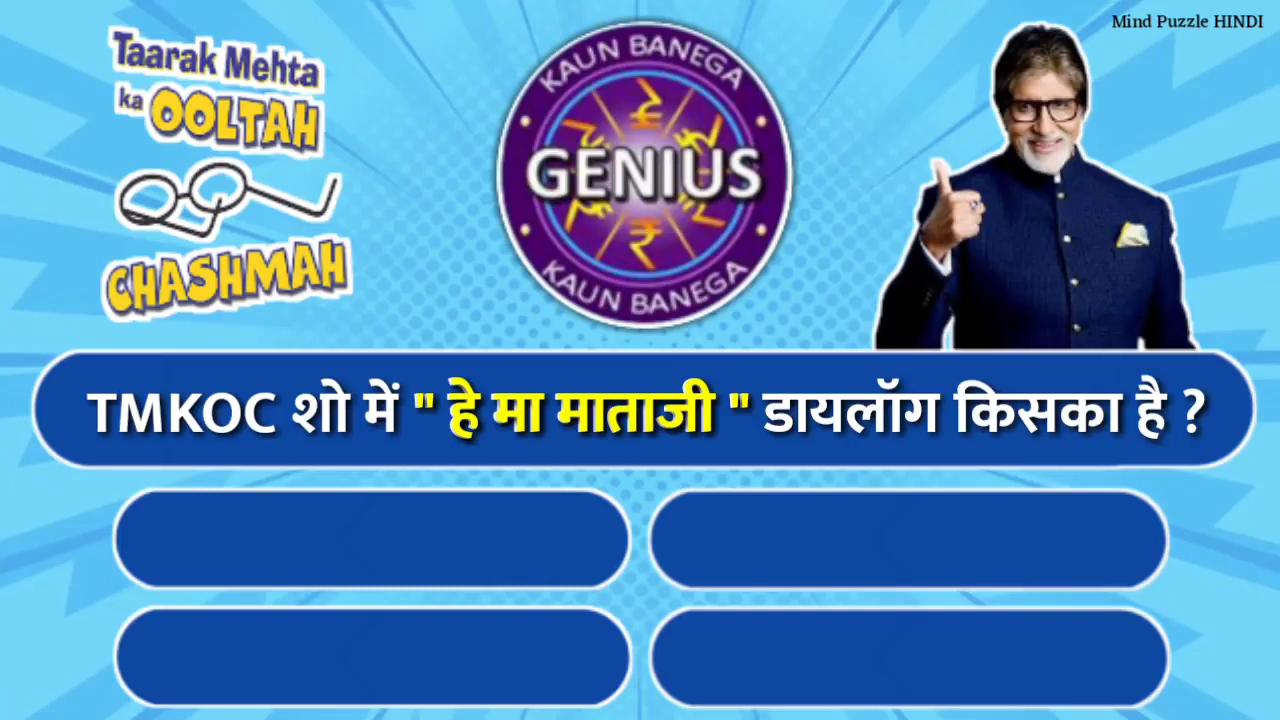 Mind Puzzle HINDI
Taarak Mehta
ka OOLTAH
CHASHMAH
KAUN BANEGA
GENIUS
KAUN BANEGA
TMKOC शो में " हे मा माताजी " डायलॉग किसका है ?